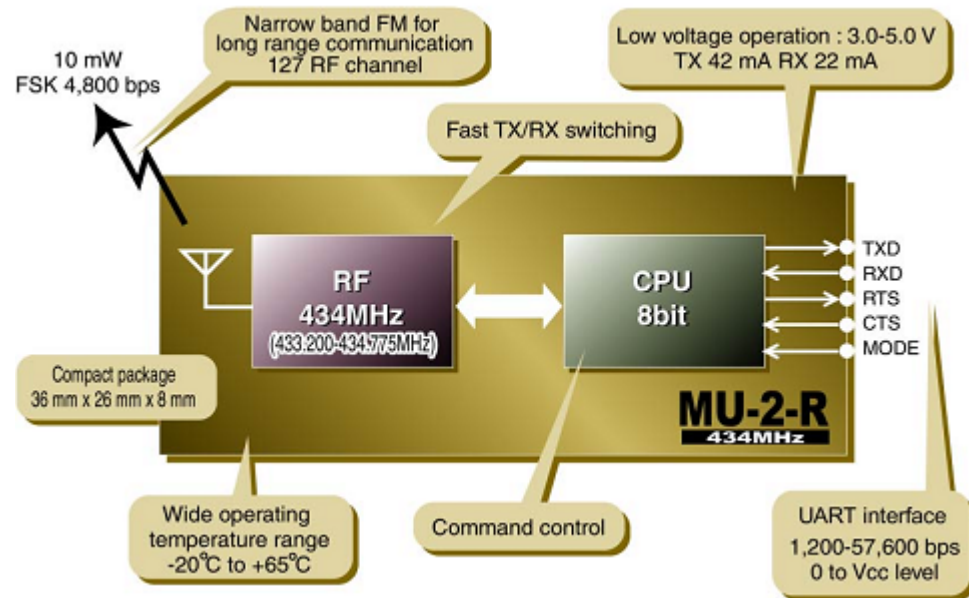 Narrow band FM for
long range communication
127 RF channel
10 mW
FSK 4,800 bps
Low voltage operation : 3.0-5.0 V
TX 42 mA RX 22 mA
Fast TX/RX switching
RF
434MHz
(433.200-434.775MHz)
CPU
8bit
TXD
RXD
RTS
CTS
MODE
Compact package
36 mm x 26 mm x 8 mm
MU-2-R
434MHz
Wide operating
temperature range
-20°C to +65°C
Command control
UART interface
1,200-57,600 bps
0 to Vcc level